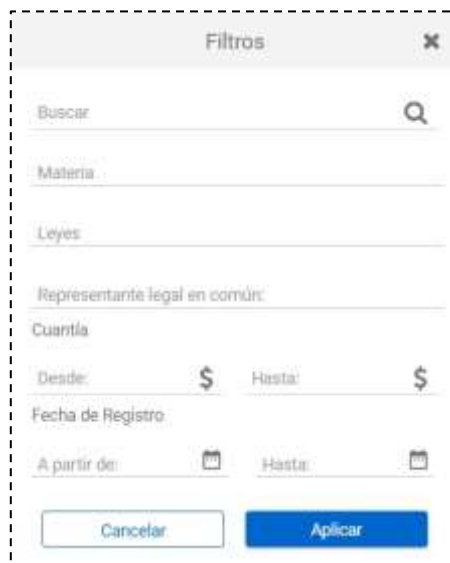 Filtros
Buscar
Materia
Leyes
Representante legal en común:
Cuantía
Desde: $ Hasta: $
Fecha de Registro
A partir de: Hasta:
Cancelar Aplicar